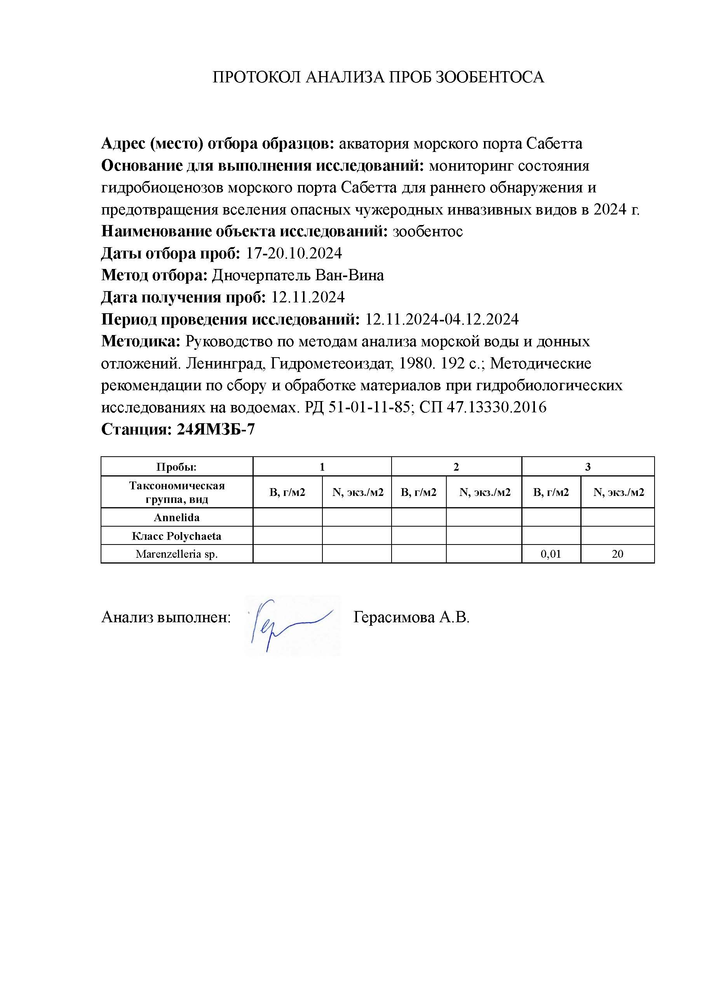 ПРОТОКОЛ АНАЛИЗА ПРОБ ЗООБЕНТОСА
Адрес (место) отбора образцов: акватория морского порта Сабетта
Основание для выполнения исследований: мониторинг состояния
гидробиоценозов морского порта Сабетта для раннего обнаружения и
предотвращения вселения опасных чужеродных инвазивных видов в 2024 г.
Наименование объекта исследований: зообентос
Даты отбора проб: 17-20.10.2024
Метод отбора: Дночерпатель Ван-Вина
Дата получения проб: 12.11.2024
Период проведения исследований: 12.11.2024-04.12.2024
Методика: Руководство по методам анализа морской воды и донных
отложений. Ленинград, Гидрометеоиздат, 1980. 192 с.; Методические
рекомендации по сбору и обработке материалов при гидробиологических
исследованиях на водоемах. РД 51-01-11-85; СП 47.13330.2016
Станция: 24ЯМЗБ-7
Пробы: 1 2 3
Таксономическая
группа, вид B, г/м2 N, экз./м2 B, г/м2 N, экз./м2 B, г/м2 N, экз./м2
Annelida
Класс Polychaeta
Marenzelleria sp. 0,01 20
Анализ выполнен: Гер Герасимова А.В.